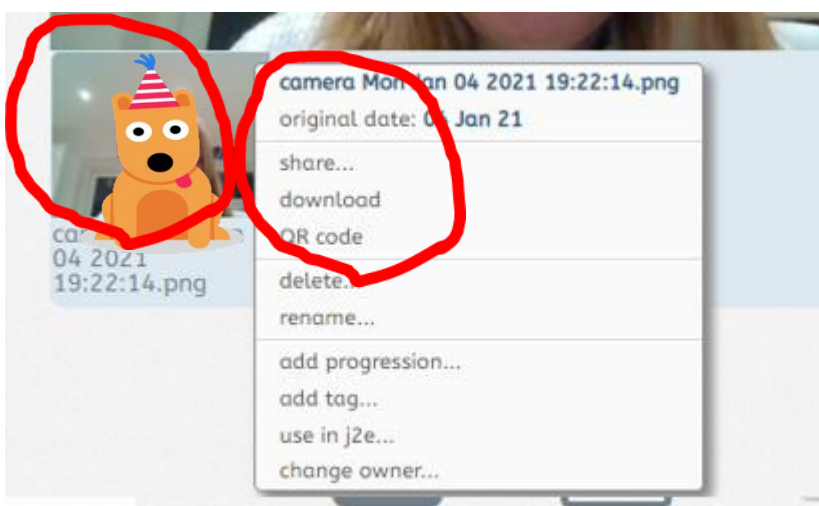 camera Mon Jan 04 2021 19:22:14.png
original date: 04 Jan 21
share...
download
QR code
delete...
rename...
add progression...
add tag...
use in j2e...
change owner...
04 2021
19:22:14.png